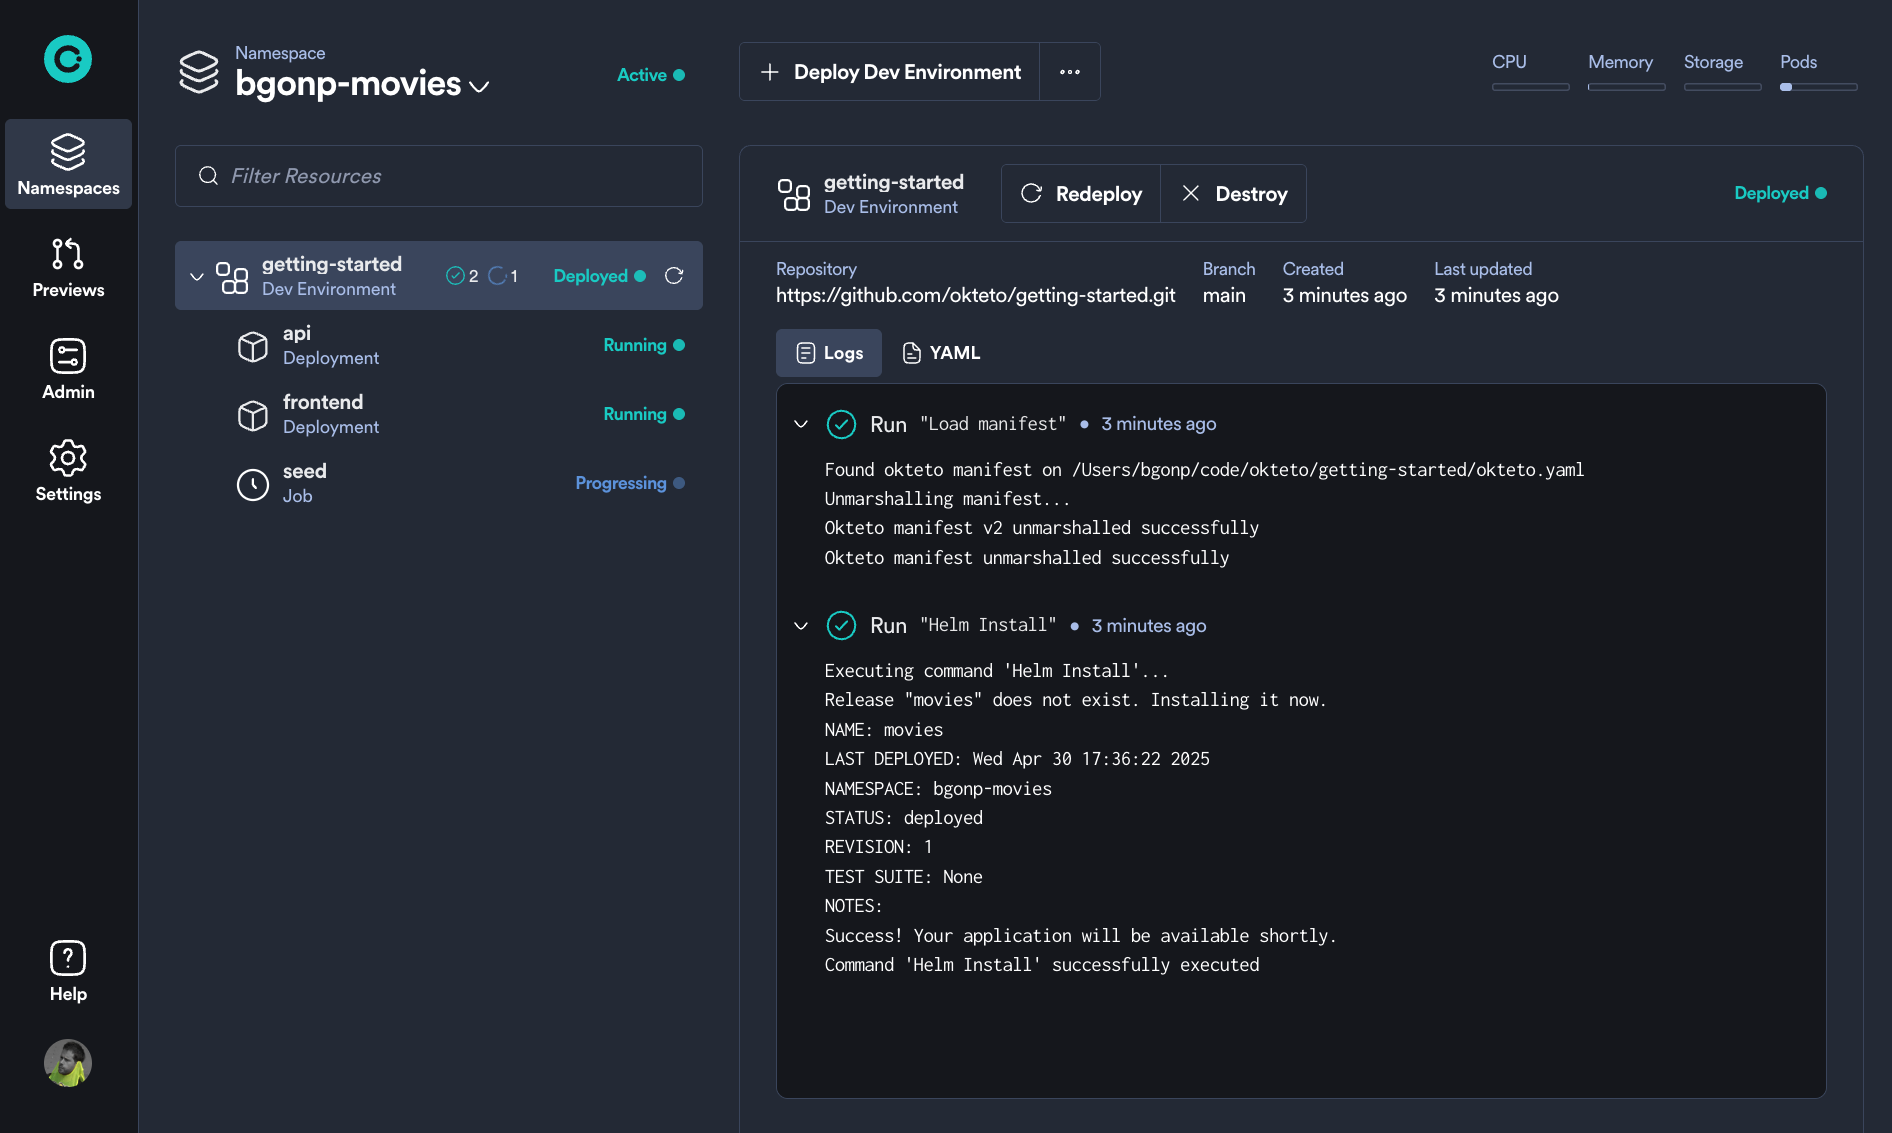 Namespaces
Previews
Admin
Settings
Help
Namespace
bgonp-movies
Active
Deploy Dev Environment
CPU
Memory
Storage
Pods
Filter Resources
getting-started
Dev Environment
2 1
Deployed
api
Deployment
Running
frontend
Deployment
Running
seed
Job
Progressing
getting-started
Dev Environment
Redeploy
Destroy
Deployed
Repository
https://github.com/okteto/getting-started.git
Branch
main
Created
3 minutes ago
Last updated
3 minutes ago
Logs
YAML
Run "Load manifest" • 3 minutes ago
Found okteto manifest on /Users/bgonp/code/okteto/getting-started/okteto.yaml
Unmarshalling manifest...
Okteto manifest v2 unmarshalled successfully
Okteto manifest unmarshalled successfully
Run "Helm Install" • 3 minutes ago
Executing command 'Helm Install'...
Release "movies" does not exist. Installing it now.
NAME: movies
LAST DEPLOYED: Wed Apr 30 17:36:22 2025
NAMESPACE: bgonp-movies
STATUS: deployed
REVISION: 1
TEST SUITE: None
NOTES:
Success! Your application will be available shortly.
Command 'Helm Install' successfully executed